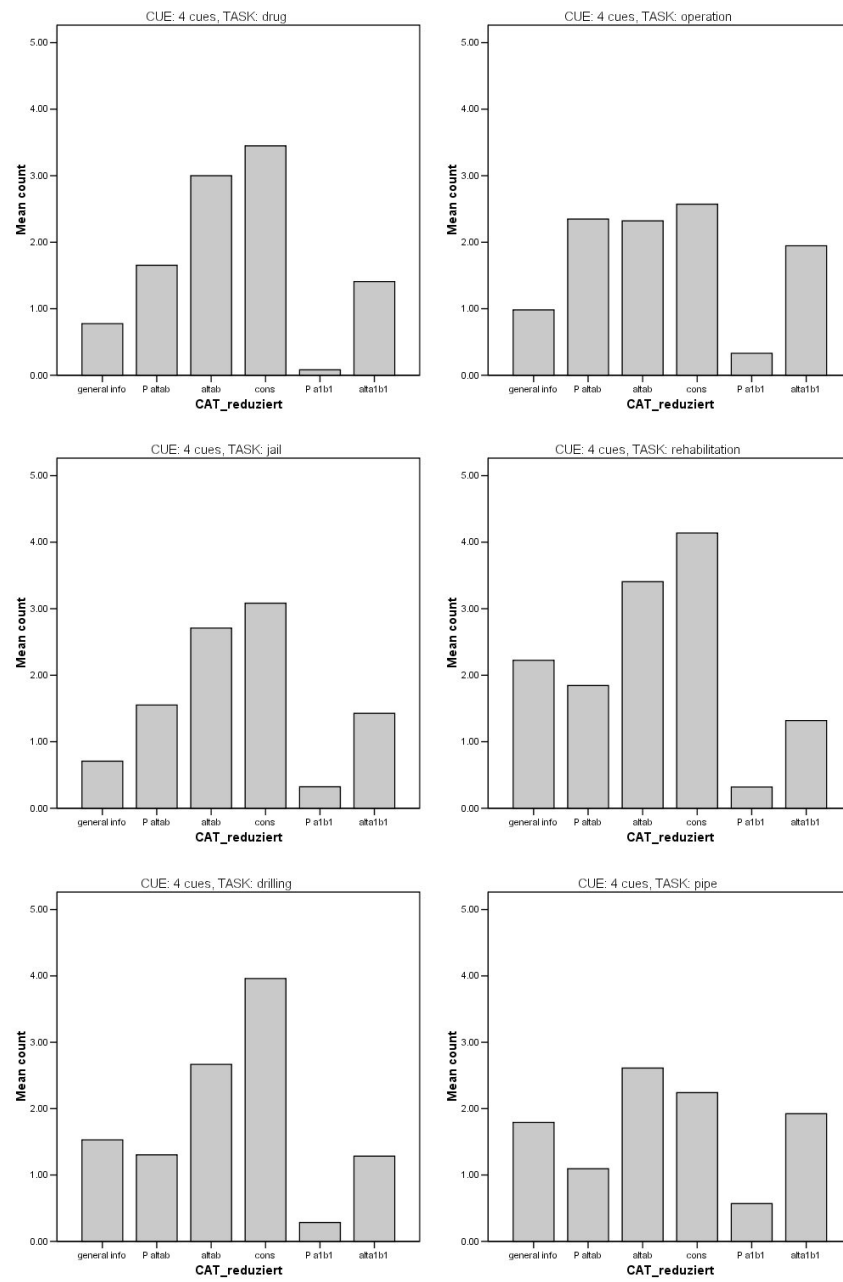 CUE: 4 cues, TASK: drug
5.00
4.00
3.00
2.00
1.00
0.00
Mean count
general info P altab altab cons P a1b1 alta1b1
CAT_reduziert
CUE: 4 cues, TASK: operation
5.00
4.00
3.00
2.00
1.00
0.00
Mean count
general info P altab altab cons P a1b1 alta1b1
CAT_reduziert
CUE: 4 cues, TASK: jail
5.00
4.00
3.00
2.00
1.00
0.00
Mean count
general info P altab altab cons P a1b1 alta1b1
CAT_reduziert
CUE: 4 cues, TASK: rehabilitation
5.00
4.00
3.00
2.00
1.00
0.00
Mean count
general info P altab altab cons P a1b1 alta1b1
CAT_reduziert
CUE: 4 cues, TASK: drilling
5.00
4.00
3.00
2.00
1.00
0.00
Mean count
general info P altab altab cons P a1b1 alta1b1
CAT_reduziert
CUE: 4 cues, TASK: pipe
5.00
4.00
3.00
2.00
1.00
0.00
Mean count
general info P altab altab cons P a1b1 alta1b1
CAT_reduziert